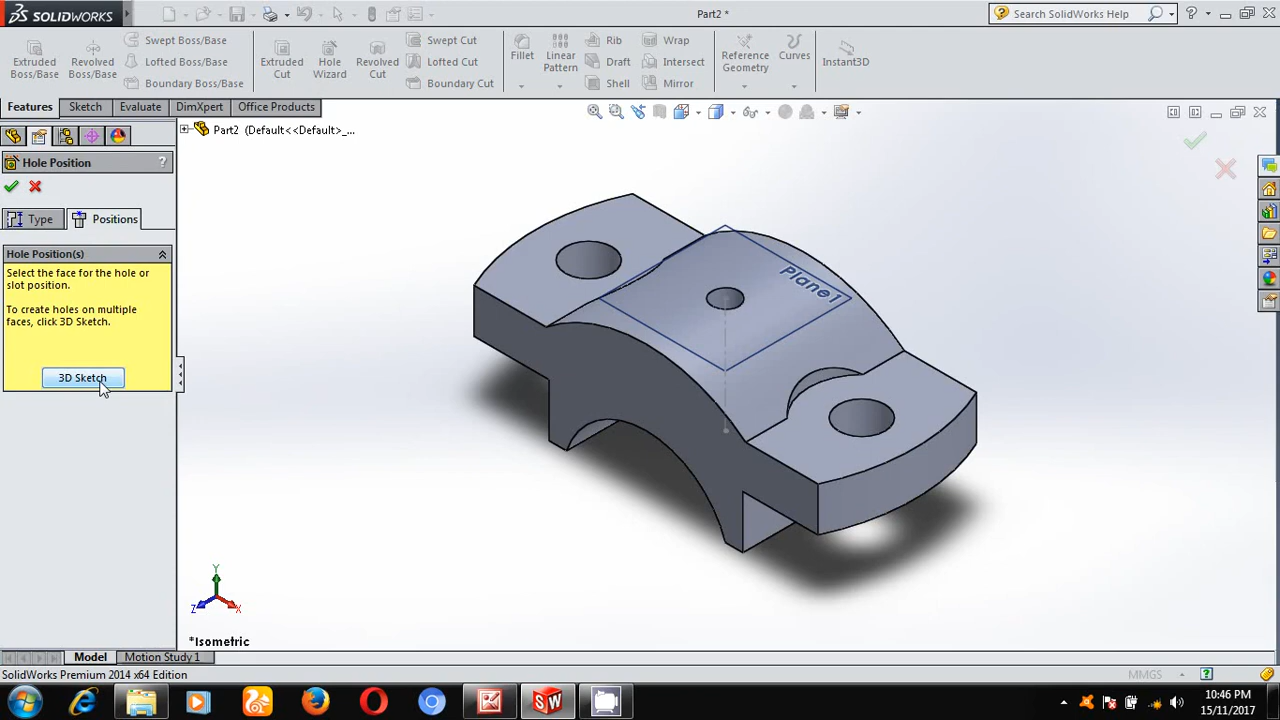 SOLIDWORKS
Part2 *
Search SolidWorks Help
Extruded Boss/Base
Revolved Boss/Base
Swept Boss/Base
Lofted Boss/Base
Boundary Boss/Base
Extruded Cut
Hole Wizard
Revolved Cut
Swept Cut
Lofted Cut
Boundary Cut
Fillet
Linear Pattern
Rib
Draft
Shell
Wrap
Intersect
Mirror
Reference Geometry
Curves
Instant3D
Features
Sketch
Evaluate
DimXpert
Office Products
Part2 (Default<<Default>_...
Hole Position
?
Type
Positions
Hole Position(s)
Select the face for the hole or
slot position.
To create holes on multiple
faces, click 3D Sketch.
3D Sketch
Plane1
Y
Z
X
*Isometric
Model
Motion Study 1
SolidWorks Premium 2014 x64 Edition
MMGS
10:46 PM
15/11/2017